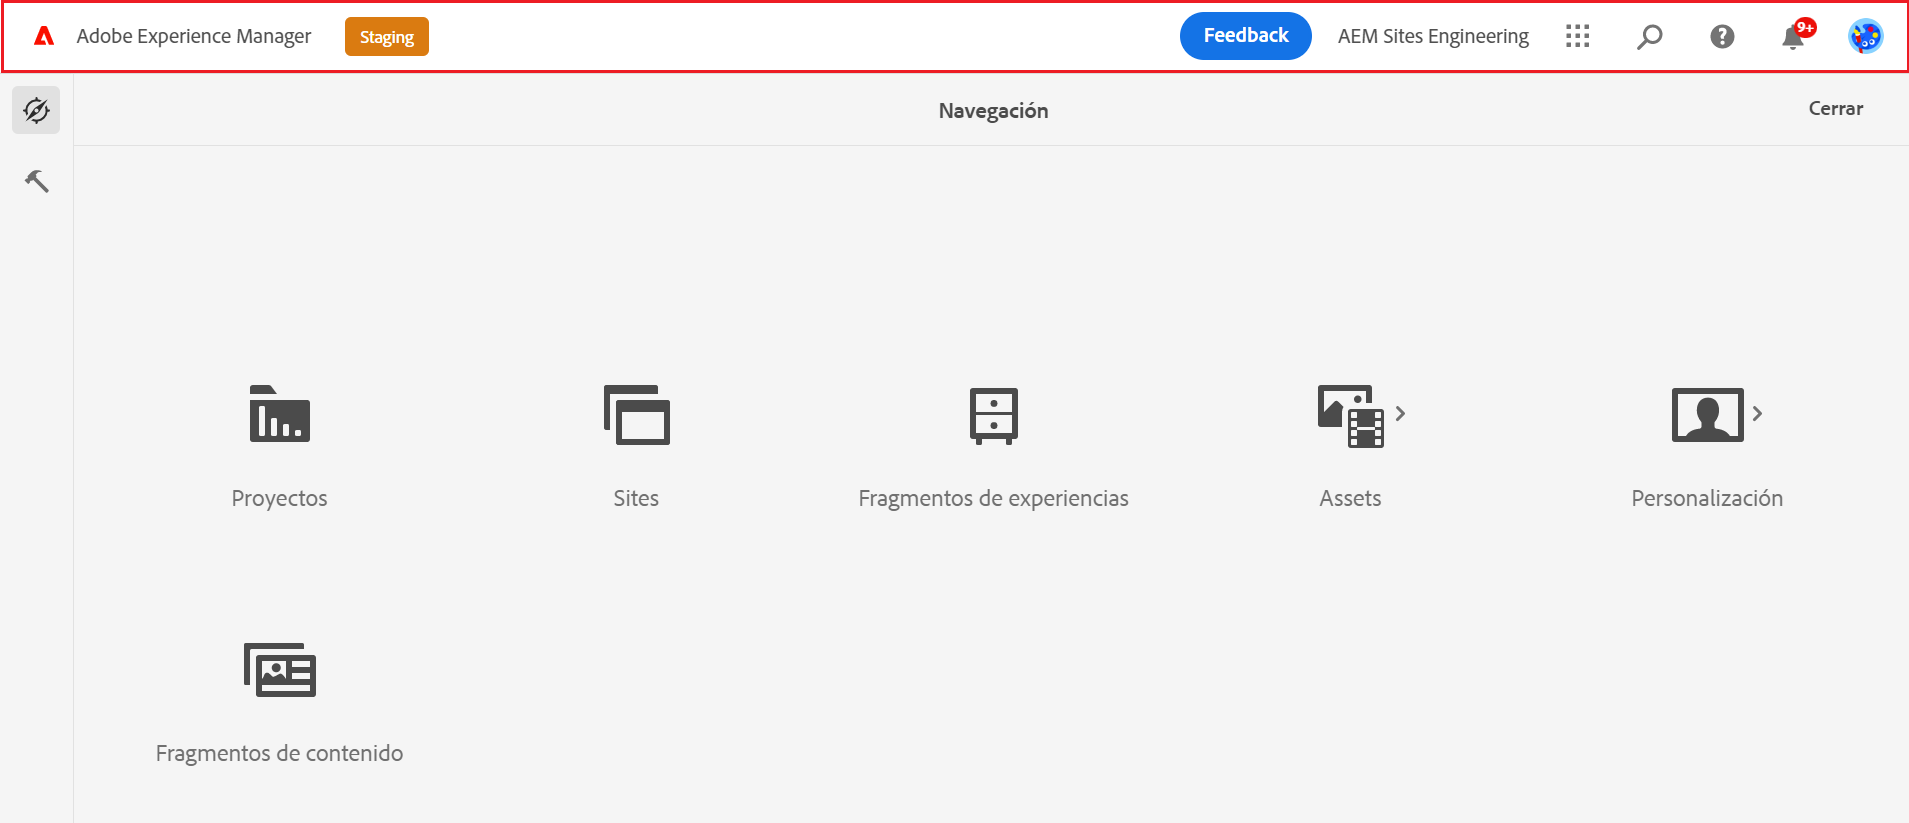 Adobe Experience Manager Staging Feedback AEM Sites Engineering 9+
Navegación Cerrar
Proyectos Sites Fragmentos de experiencias Assets Personalización
Fragmentos de contenido